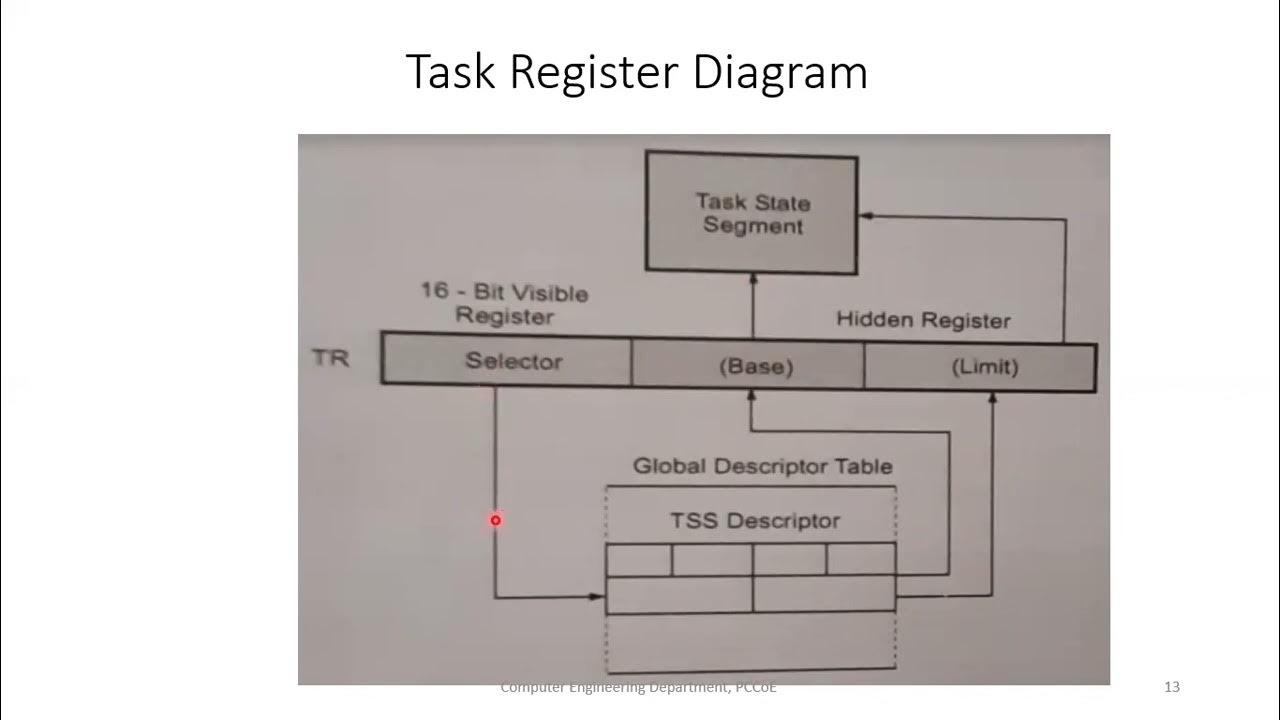 Task Register Diagram
Task State
Segment
16 - Bit Visible
Register
Hidden Register
TR
Selector
(Base)
(Limit)
Global Descriptor Table
TSS Descriptor
Computer Engineering Department, PCCoE
13